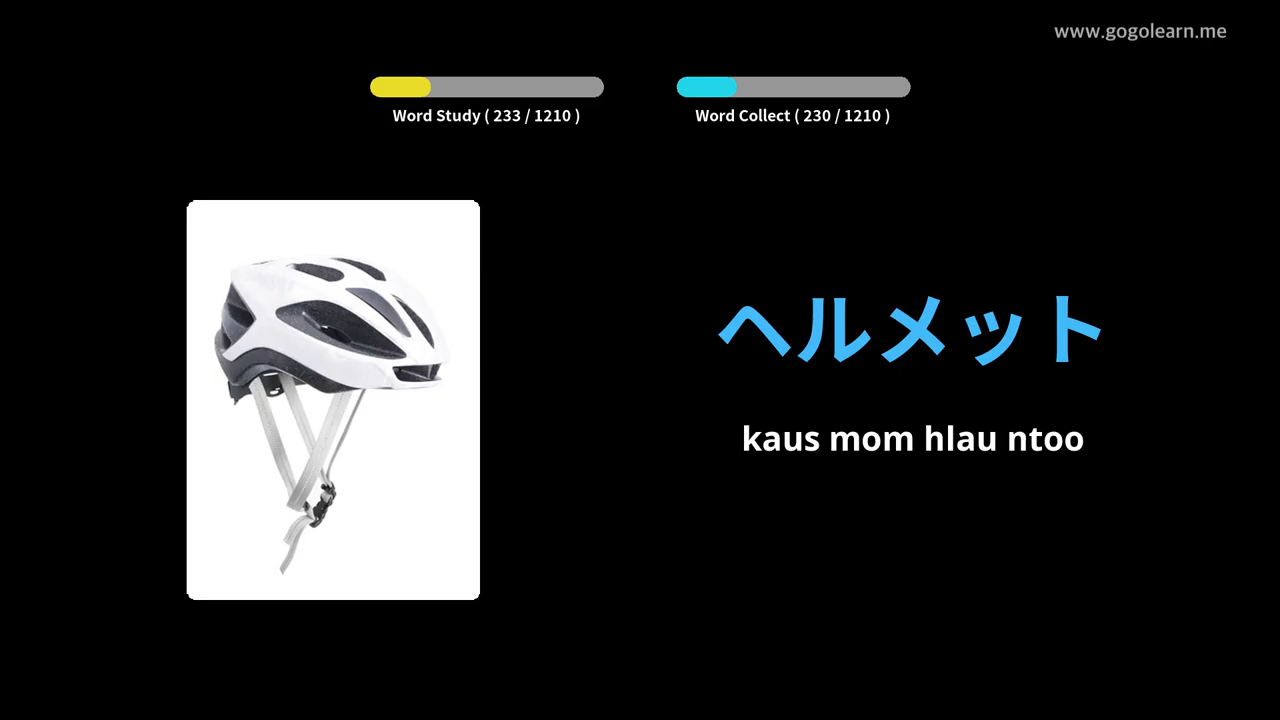 www.gogolearn.me
Word Study ( 233 / 1210 )
Word Collect ( 230 / 1210 )
ヘルメット
kaus mom hlau ntoo